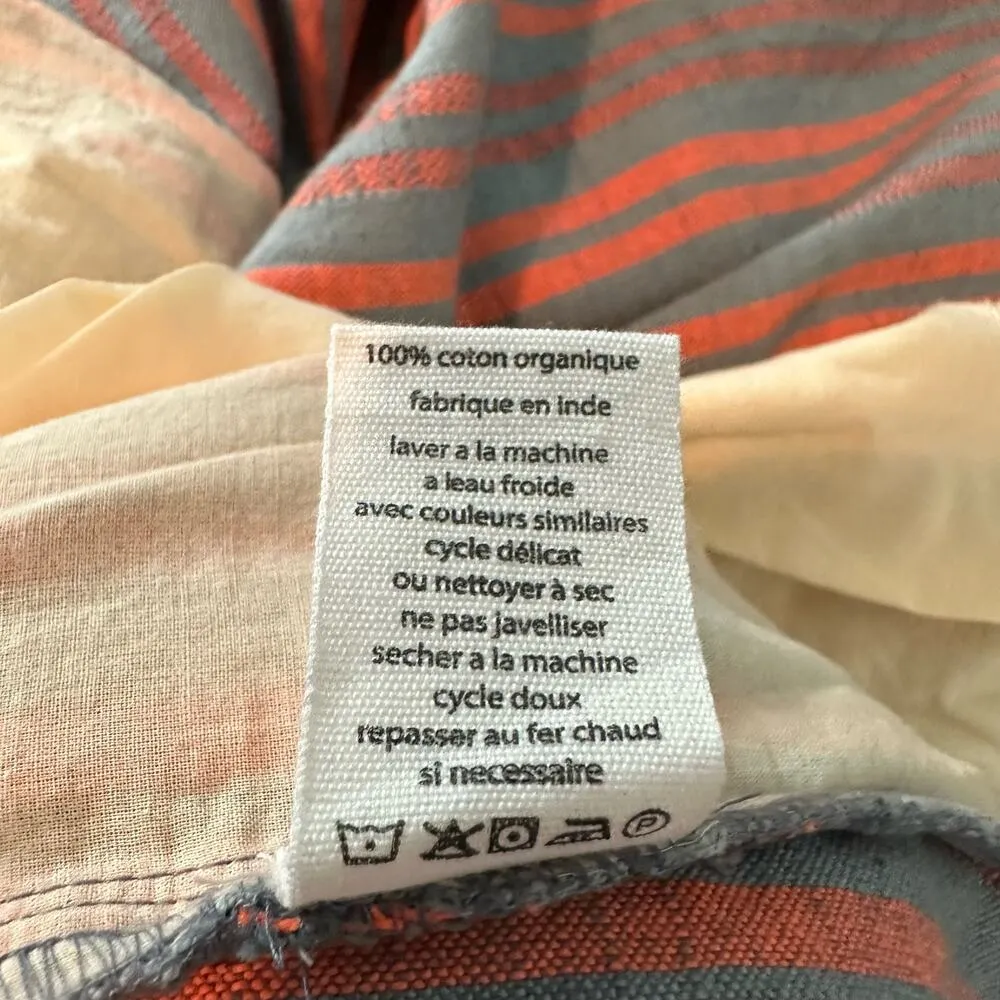 100% coton organique
fabrique en inde
laver a la machine
a leau froide
avec couleurs similaires
cycle délicat
ou nettoyer à sec
ne pas javelliser
secher a la machine
cycle doux
repasser au fer chaud
si necessaire
P